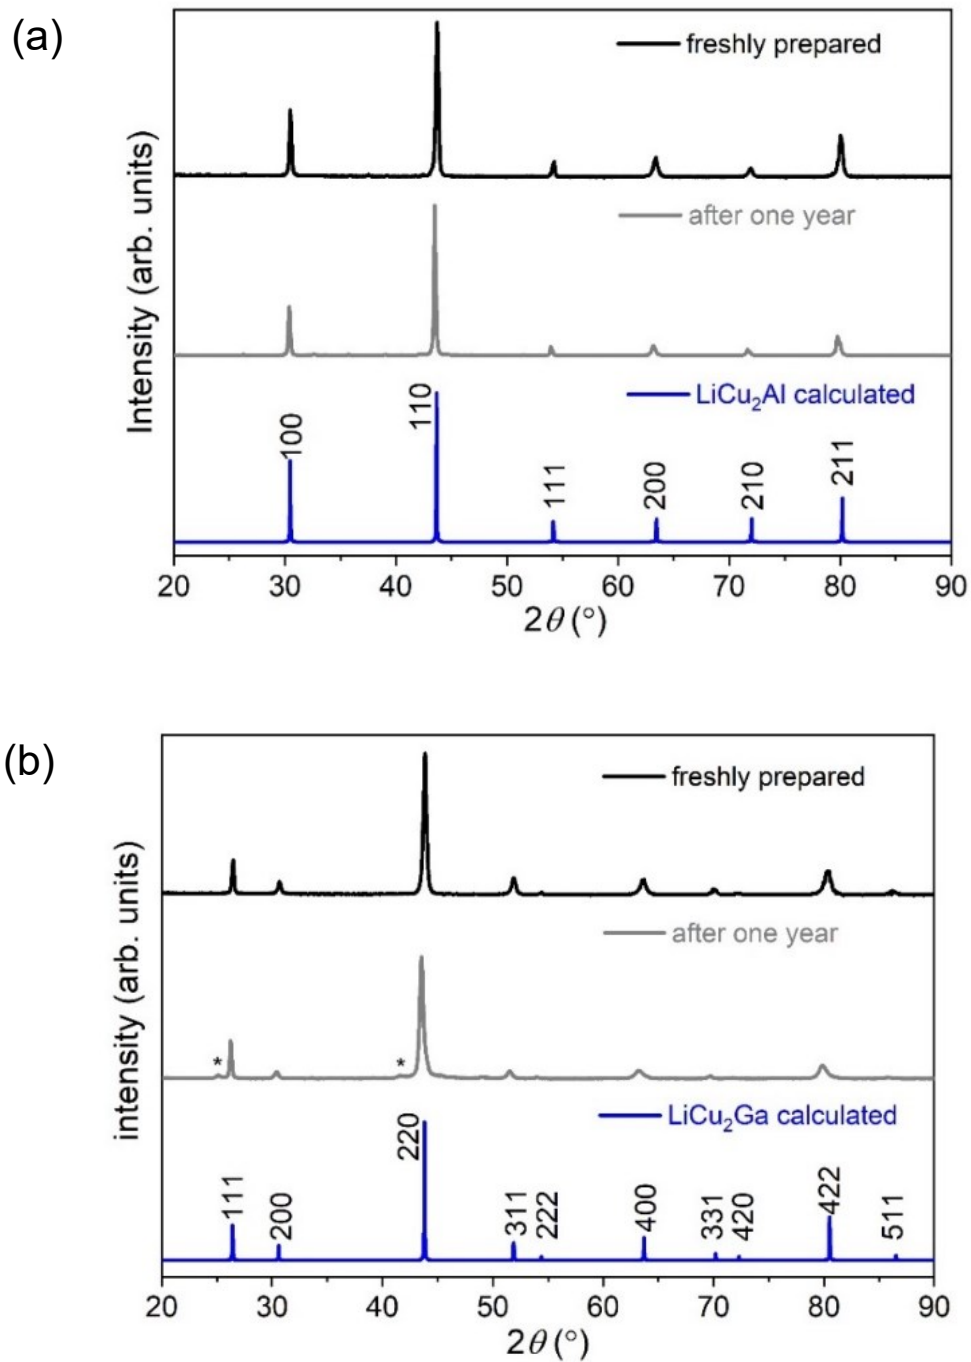 (a)
freshly prepared
after one year
LiCu₂Al calculated
Intensity (arb. units)
100
110
111
200
210
211
20 30 40 50 60 70 80 90
2θ (°)
(b)
freshly prepared
after one year
* *
LiCu₂Ga calculated
intensity (arb. units)
111
200
220
311
222
400
331
420
422
511
20 30 40 50 60 70 80 90
2θ (°)